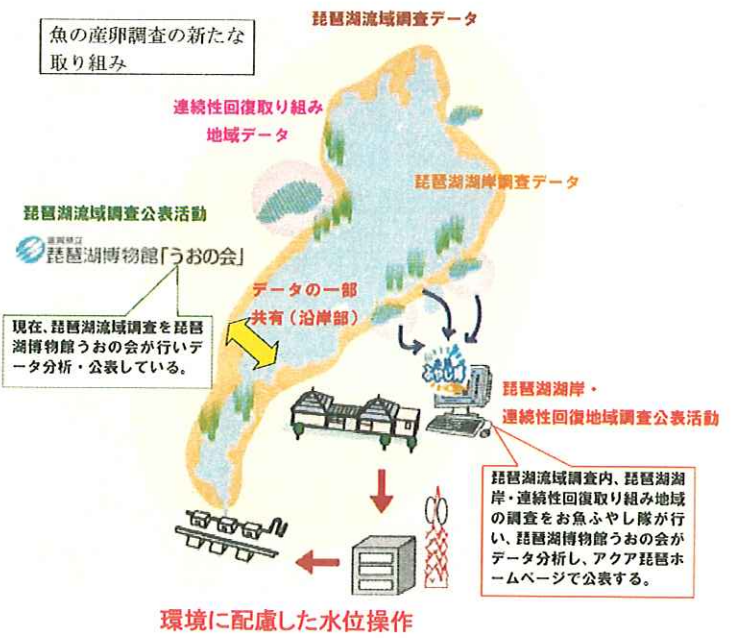 琵琶湖流域調査データ
魚の産卵調査の新たな
取り組み
連続性回復取り組み
地域データ
琵琶湖湖岸調査データ
琵琶湖流域調査公表活動
滋賀県立
琵琶湖博物館「うおの会」
データの一部
共有（沿岸部）
現在、琵琶湖流域調査を琵琶
湖博物館うおの会が行いデ
ータ分析・公表している。
ふやし隊
琵琶湖湖岸・
連続性回復地域調査公表活動
琵琶湖流域調査内、琵琶湖湖
岸・連続性回復取り組み地域
の調査をお魚ふやし隊が行
い、琵琶湖博物館うおの会が
データ分析し、アクア琵琶ホ
ームページで公表する。
環境に配慮した水位操作